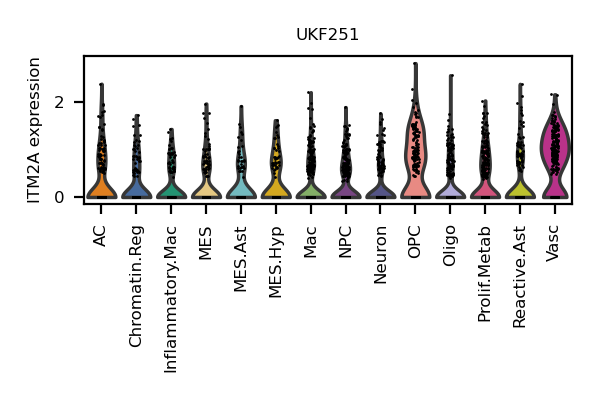 UKF251
ITM2A expression
2
0
AC
Chromatin.Reg
Inflammatory.Mac
MES
MES.Ast
MES.Hyp
Mac
NPC
Neuron
OPC
Oligo
Prolif.Metab
Reactive.Ast
Vasc